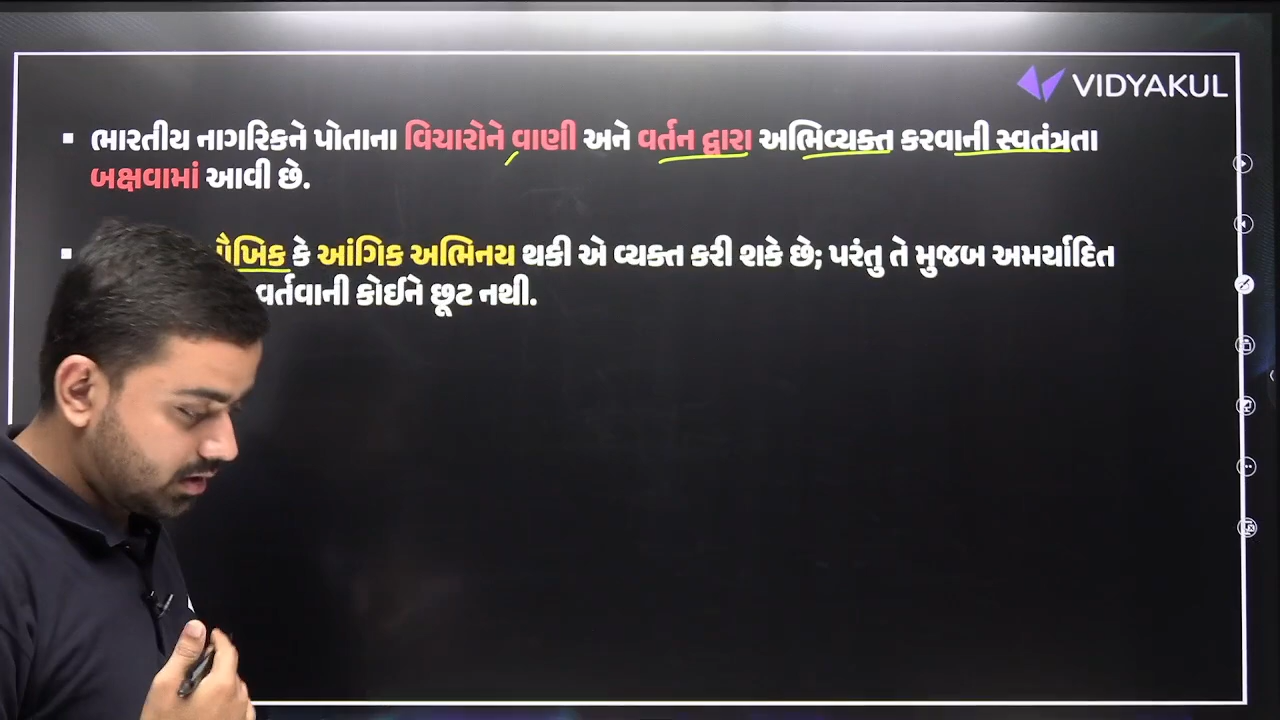 VIDYAKUL
▪ ભારતીય નાગરિકને પોતાના વિચારોને વાણી અને વર્તન દ્વારા અભિવ્યક્ત કરવાની સ્વતંત્રતા
બક્ષવામાં આવી છે.
▪ કે આંગિક અભિનય થકી એ વ્યક્ત કરી શકે છે; પરંતુ તે મુજબ અમર્યાદિત
વર્તવાની કોઈને છૂટ નથી.